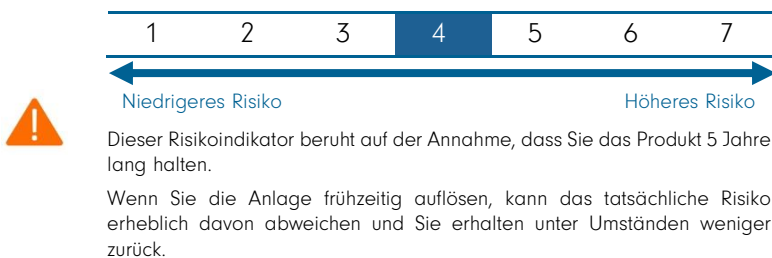 1 2 3 4 5 6 7
Niedrigeres Risiko Höheres Risiko
Dieser Risikoindikator beruht auf der Annahme, dass Sie das Produkt 5 Jahre
lang halten.
Wenn Sie die Anlage frühzeitig auflösen, kann das tatsächliche Risiko
erheblich davon abweichen und Sie erhalten unter Umständen weniger
zurück.